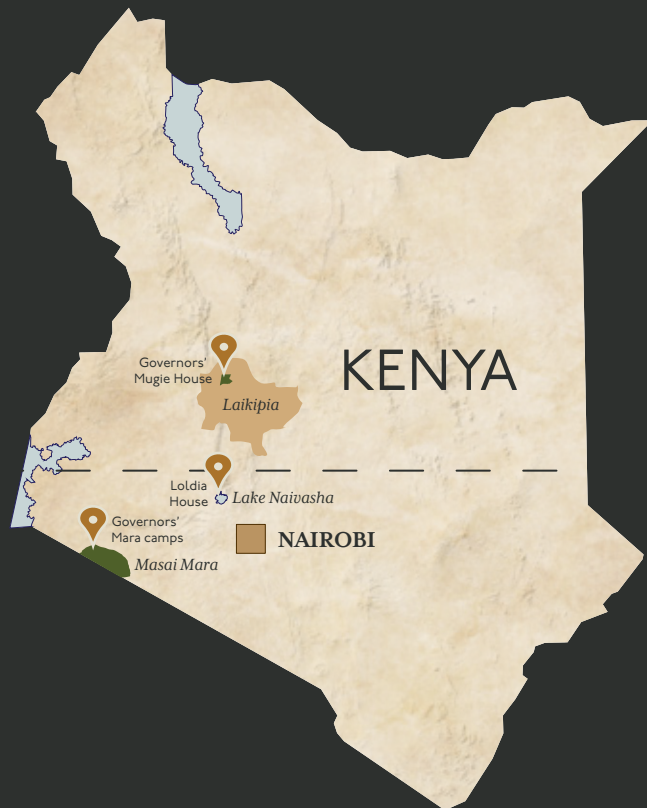 KENYA
Governors'
Mugie House
Laikipia
Loldia
House
Lake Naivasha
Governors'
Mara camps
NAIROBI
Masai Mara